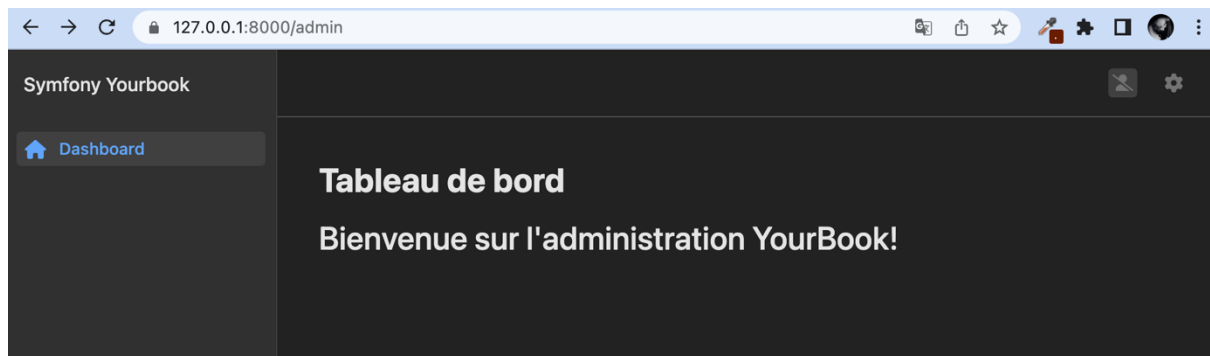 127.0.0.1:8000/admin
Symfony Yourbook
Dashboard
Tableau de bord
Bienvenue sur l'administration YourBook!